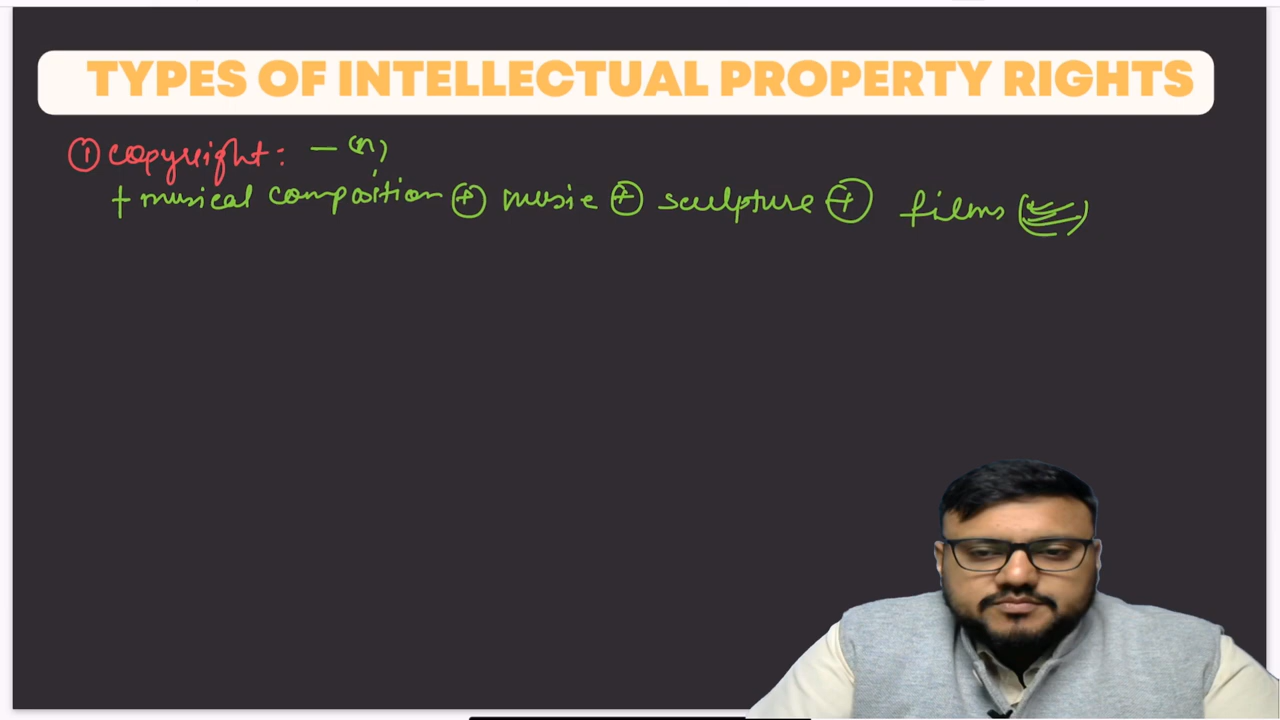 TYPES OF INTELLECTUAL PROPERTY RIGHTS
① copyright: — (n)
+ musical composition ⊕ music ⊕ sculpture ⊕ films